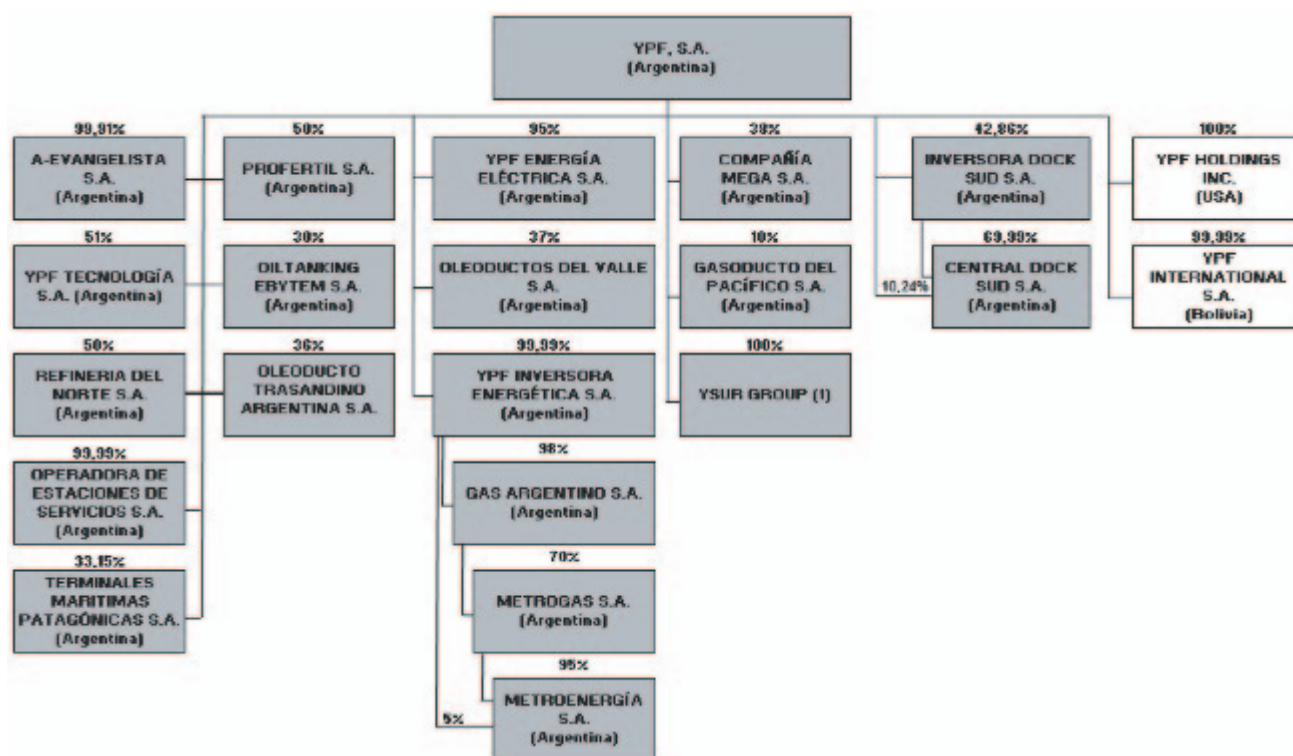 YPF, S.A.
(Argentina)
99,91%
A-EVANGELISTA
S.A.
(Argentina)
50%
PROFERTIL S.A.
(Argentina)
95%
YPF ENERGÍA
ELÉCTRICA S.A.
(Argentina)
38%
COMPAÑÍA
MEGA S.A.
(Argentina)
42,86%
INVERSORA DOCK
SUD S.A.
(Argentina)
100%
YPF HOLDINGS
INC.
(USA)
51%
YPF TECNOLOGÍA
S.A. (Argentina)
30%
OILTANKING
EBYTEM S.A.
(Argentina)
37%
OLEODUCTOS DEL VALLE
S.A.
(Argentina)
10%
GASODUCTO DEL
PACÍFICO S.A.
(Argentina)
69,99%
CENTRAL DOCK
SUD S.A.
(Argentina)
10,24%
99,99%
YPF
INTERNATIONAL
S.A.
(Bolivia)
50%
REFINERIA DEL
NORTE S.A.
(Argentina)
36%
OLEODUCTO
TRASANDINO
ARGENTINA S.A.
99,99%
YPF INVERSORA
ENERGÉTICA S.A.
(Argentina)
100%
YSUR GROUP (1)
99,99%
OPERADORA DE
ESTACIONES DE
SERVICIOS S.A.
(Argentina)
98%
GAS ARGENTINO S.A.
(Argentina)
33,15%
TERMINALES
MARITIMAS
PATAGÓNICAS S.A.
(Argentina)
70%
METROGAS S.A.
(Argentina)
95%
METROENERGÍA
S.A.
(Argentina)
5%